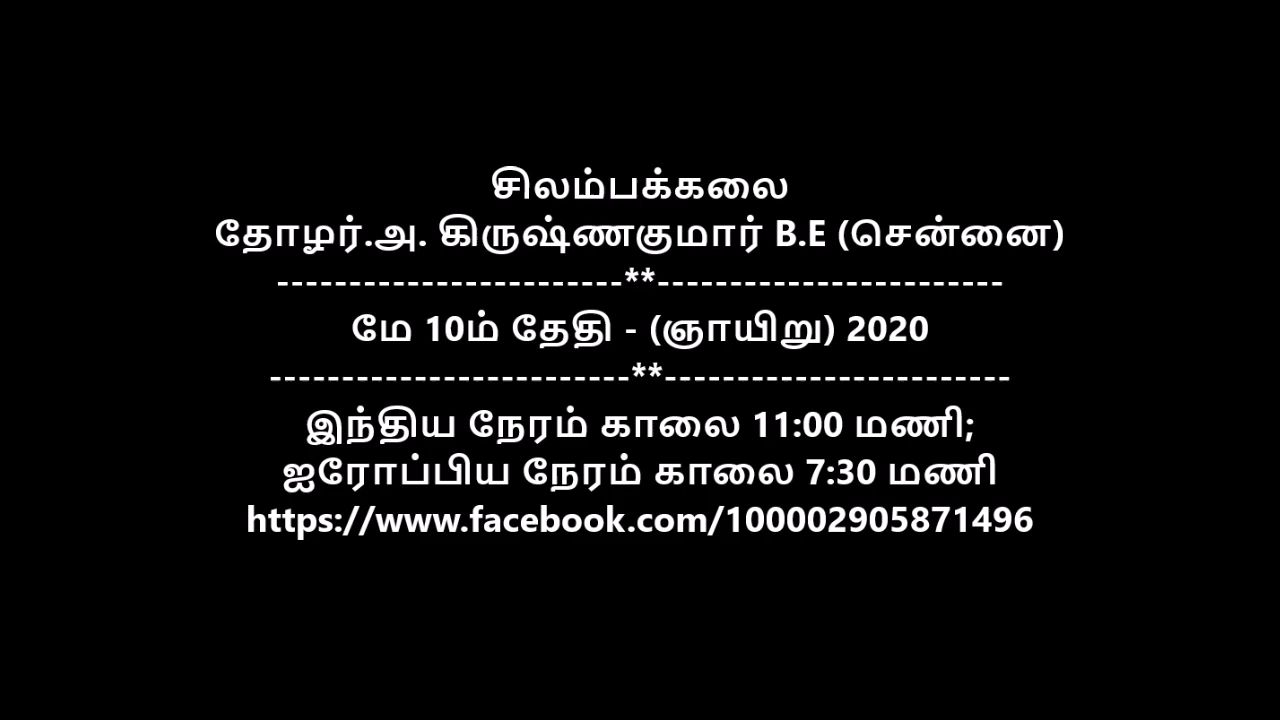 சிலம்பக்கலை
தோழர்.அ. கிருஷ்ணகுமார் B.E (சென்னை)
------------------------**------------------------
மே 10ம் தேதி - (ஞாயிறு) 2020
-------------------------**------------------------
இந்திய நேரம் காலை 11:00 மணி;
ஐரோப்பிய நேரம் காலை 7:30 மணி
https://www.facebook.com/100002905871496